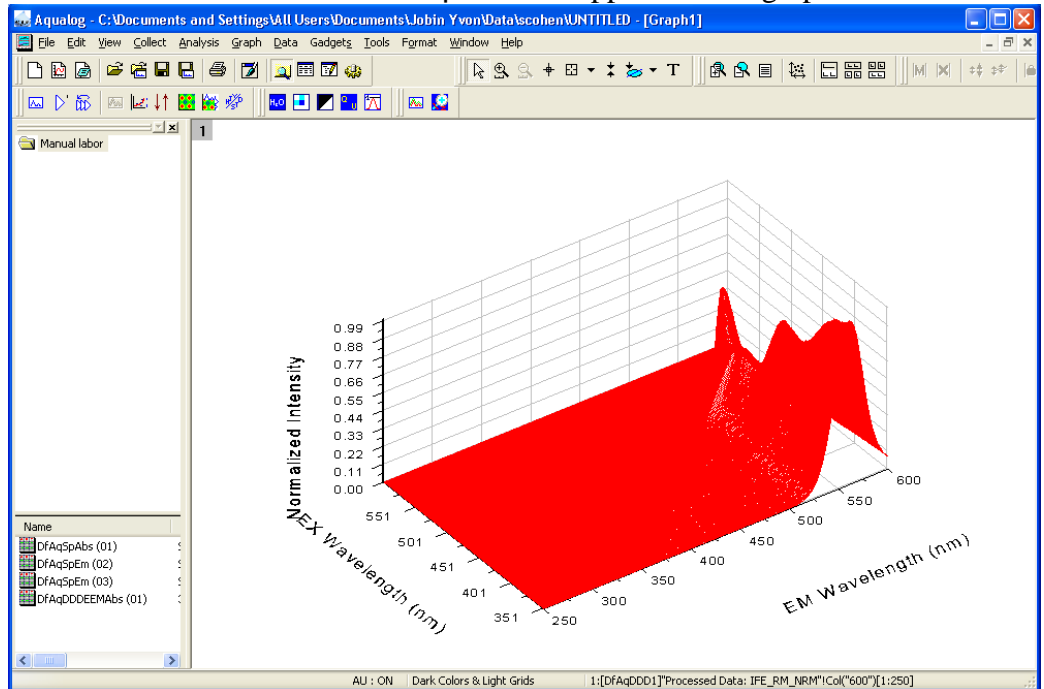 Aqualog - C:\Documents and Settings\All Users\Documents\Jobin Yvon\Data\scohen\UNTITLED - [Graph1]
File Edit View Collect Analysis Graph Data Gadgets Tools Format Window Help
1
Manual labor
Normalized Intensity
0.99
0.88
0.77
0.66
0.55
0.44
0.33
0.22
0.11
0.00
551
501
451
401
351
EX Wavelength (nm)
250
300
350
400
450
500
550
600
EM Wavelength (nm)
Name
DfAqSpAbs (01)
DfAqSpEm (02)
DfAqSpEm (03)
DfAqDDDEEMAbs (01)
AU : ON Dark Colors & Light Grids 1:[DfAqDDD1]"Processed Data: IFE_RM_NRM"!Col("600")[1:250]